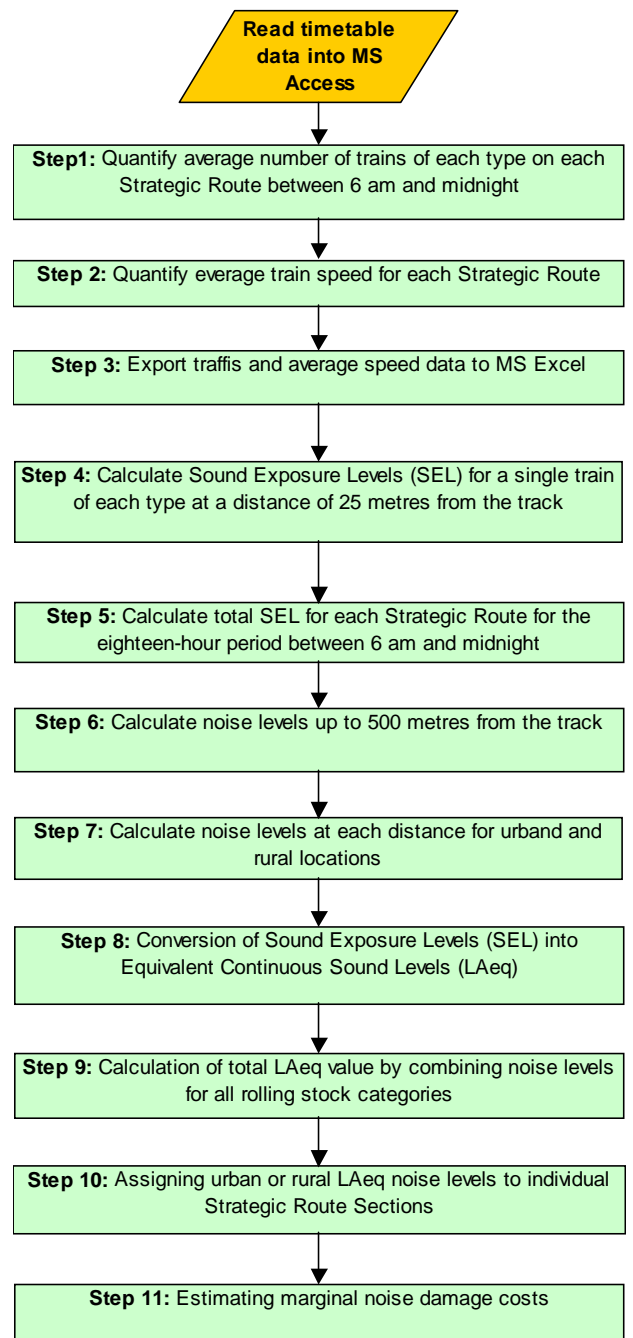 Read timetable
data into MS
Access
Step1: Quantify average number of trains of each type on each
Strategic Route between 6 am and midnight
Step 2: Quantify everage train speed for each Strategic Route
Step 3: Export traffis and average speed data to MS Excel
Step 4: Calculate Sound Exposure Levels (SEL) for a single train
of each type at a distance of 25 metres from the track
Step 5: Calculate total SEL for each Strategic Route for the
eighteen-hour period between 6 am and midnight
Step 6: Calculate noise levels up to 500 metres from the track
Step 7: Calculate noise levels at each distance for urband and
rural locations
Step 8: Conversion of Sound Exposure Levels (SEL) into
Equivalent Continuous Sound Levels (LAeq)
Step 9: Calculation of total LAeq value by combining noise levels
for all rolling stock categories
Step 10: Assigning urban or rural LAeq noise levels to individual
Strategic Route Sections
Step 11: Estimating marginal noise damage costs